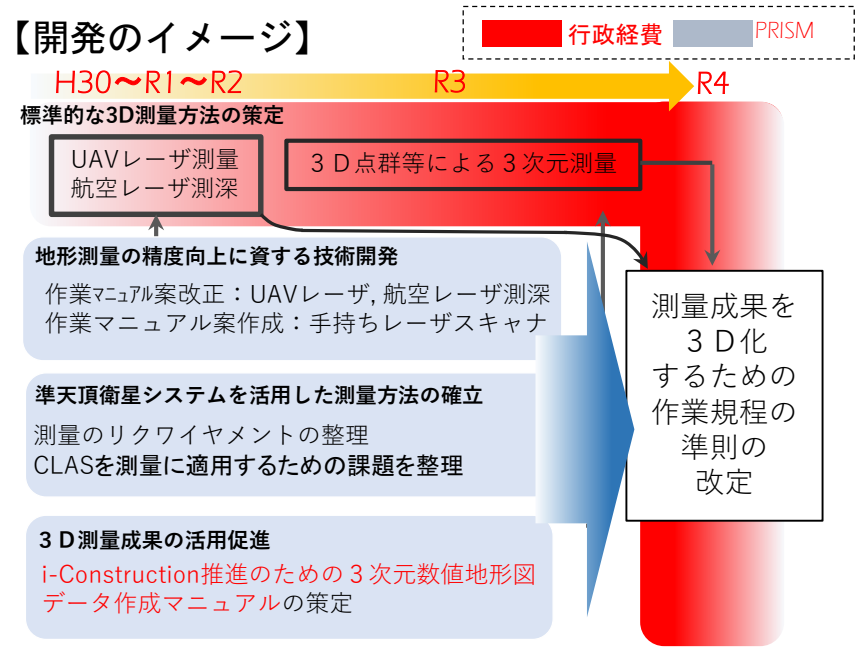 【開発のイメージ】
行政経費 PRISM
H30～R1～R2 R3 R4
標準的な3D測量方法の策定
UAVレーザ測量
航空レーザ測深
３Ｄ点群等による３次元測量
地形測量の精度向上に資する技術開発
作業ﾏﾆｭｱﾙ案改正：UAVレーザ, 航空レーザ測深
作業マニュアル案作成：手持ちレーザスキャナ
準天頂衛星システムを活用した測量方法の確立
測量のリクワイヤメントの整理
CLASを測量に適用するための課題を整理
３Ｄ測量成果の活用促進
i-Construction推進のための３次元数値地形図
データ作成マニュアルの策定
測量成果を
３Ｄ化
するための
作業規程の
準則の
改定